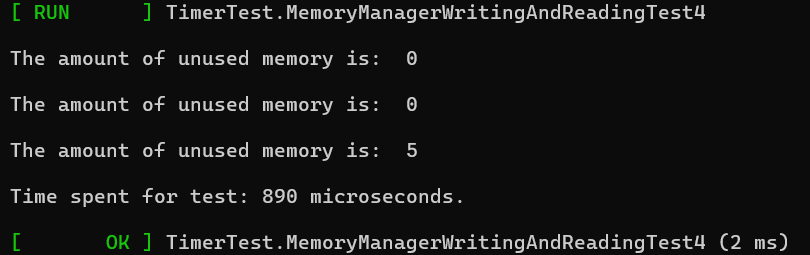 [ RUN      ] TimerTest.MemoryManagerWritingAndReadingTest4
The amount of unused memory is:  0
The amount of unused memory is:  0
The amount of unused memory is:  5
Time spent for test: 890 microseconds.
[       OK ] TimerTest.MemoryManagerWritingAndReadingTest4 (2 ms)